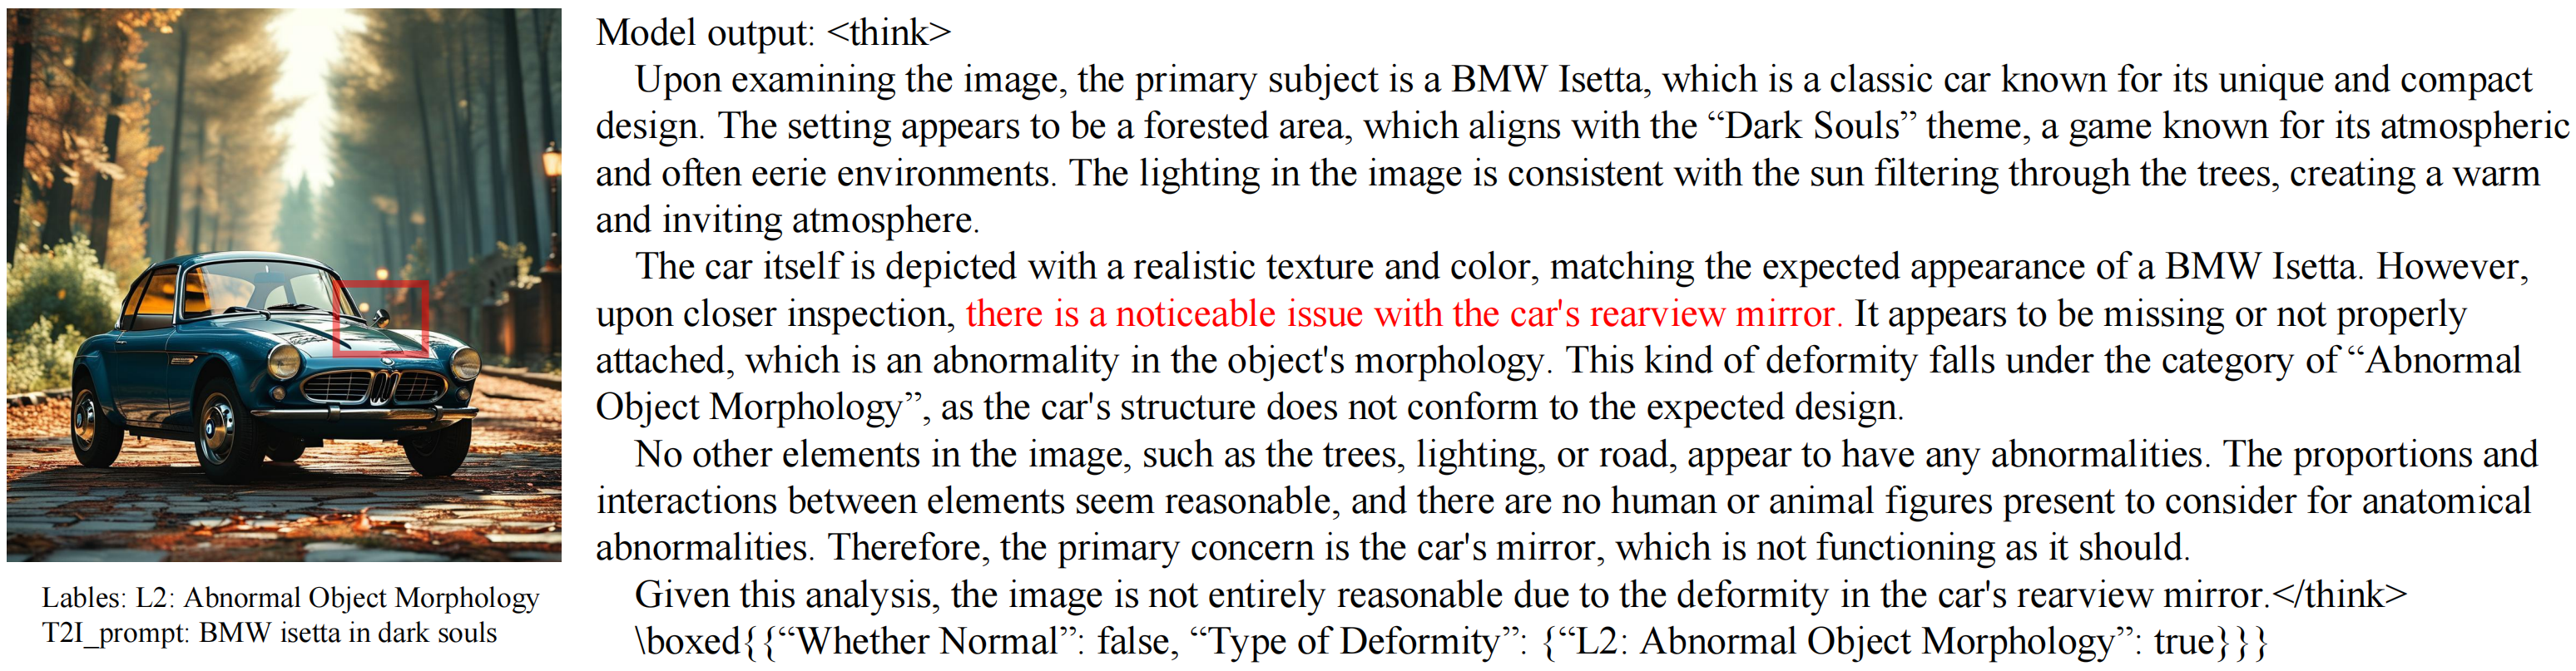 Model output: <think>
Upon examining the image, the primary subject is a BMW Isetta, which is a classic car known for its unique and compact
design. The setting appears to be a forested area, which aligns with the “Dark Souls” theme, a game known for its atmospheric
and often eerie environments. The lighting in the image is consistent with the sun filtering through the trees, creating a warm
and inviting atmosphere.
The car itself is depicted with a realistic texture and color, matching the expected appearance of a BMW Isetta. However,
upon closer inspection, there is a noticeable issue with the car's rearview mirror. It appears to be missing or not properly
attached, which is an abnormality in the object's morphology. This kind of deformity falls under the category of “Abnormal
Object Morphology”, as the car's structure does not conform to the expected design.
No other elements in the image, such as the trees, lighting, or road, appear to have any abnormalities. The proportions and
interactions between elements seem reasonable, and there are no human or animal figures present to consider for anatomical
abnormalities. Therefore, the primary concern is the car's mirror, which is not functioning as it should.
Given this analysis, the image is not entirely reasonable due to the deformity in the car's rearview mirror.</think>
\boxed{{“Whether Normal”: false, “Type of Deformity”: {“L2: Abnormal Object Morphology”: true}}}
Lables: L2: Abnormal Object Morphology
T2I_prompt: BMW isetta in dark souls